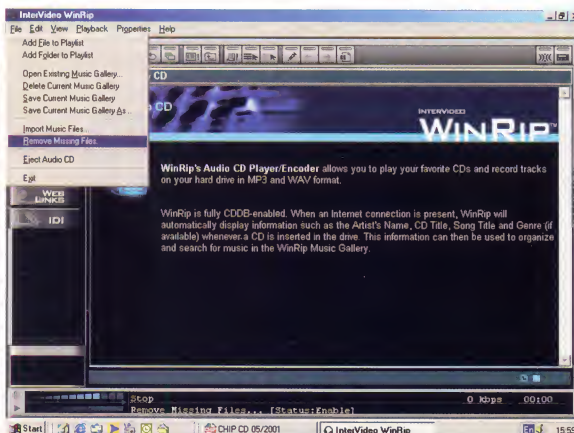 InterVideo WinRip
File Edit View Playback Properties Help
Add File to Playlist
Add Folder to Playlist
Open Existing Music Gallery...
Delete Current Music Gallery
Save Current Music Gallery
Save Current Music Gallery As...
Import Music Files...
Remove Missing Files...
Eject Audio CD
Exit
CD
CD
INTERVIDEO
WINRIP™
WinRip's Audio CD Player/Encoder allows you to play your favorite CDs and record tracks
on your hard drive in MP3 and WAV format.
WEB
LINKS
WinRip is fully CDDB-enabled. When an Internet connection is present, WinRip will
automatically display information such as the Artist's Name, CD Title, Song Title and Genre (if
available) whenever a CD is inserted in the drive. This information can then be used to organize
and search for music in the WinRip Music Gallery.
Stop
0 Kbps 00:00
Remove Missing Files... [Status:Enable]
Start
CHIP CD 05/2001
InterVideo WinRip
En
15:55